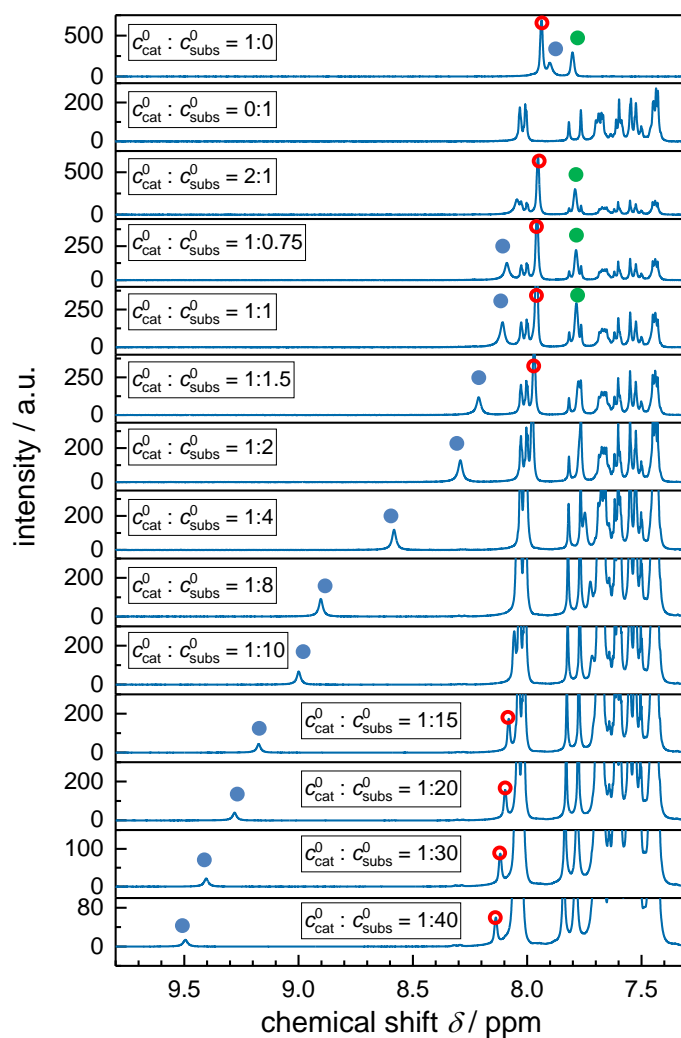 500
0
c⁰cat : c⁰subs = 1:0
200
0
c⁰cat : c⁰subs = 0:1
500
0
c⁰cat : c⁰subs = 2:1
250
0
c⁰cat : c⁰subs = 1:0.75
250
0
c⁰cat : c⁰subs = 1:1
250
0
c⁰cat : c⁰subs = 1:1.5
200
0
c⁰cat : c⁰subs = 1:2
200
0
c⁰cat : c⁰subs = 1:4
200
0
c⁰cat : c⁰subs = 1:8
200
0
c⁰cat : c⁰subs = 1:10
200
0
c⁰cat : c⁰subs = 1:15
200
0
c⁰cat : c⁰subs = 1:20
100
0
c⁰cat : c⁰subs = 1:30
80
0
c⁰cat : c⁰subs = 1:40
intensity / a.u.
9.5 9.0 8.5 8.0 7.5
chemical shift δ / ppm